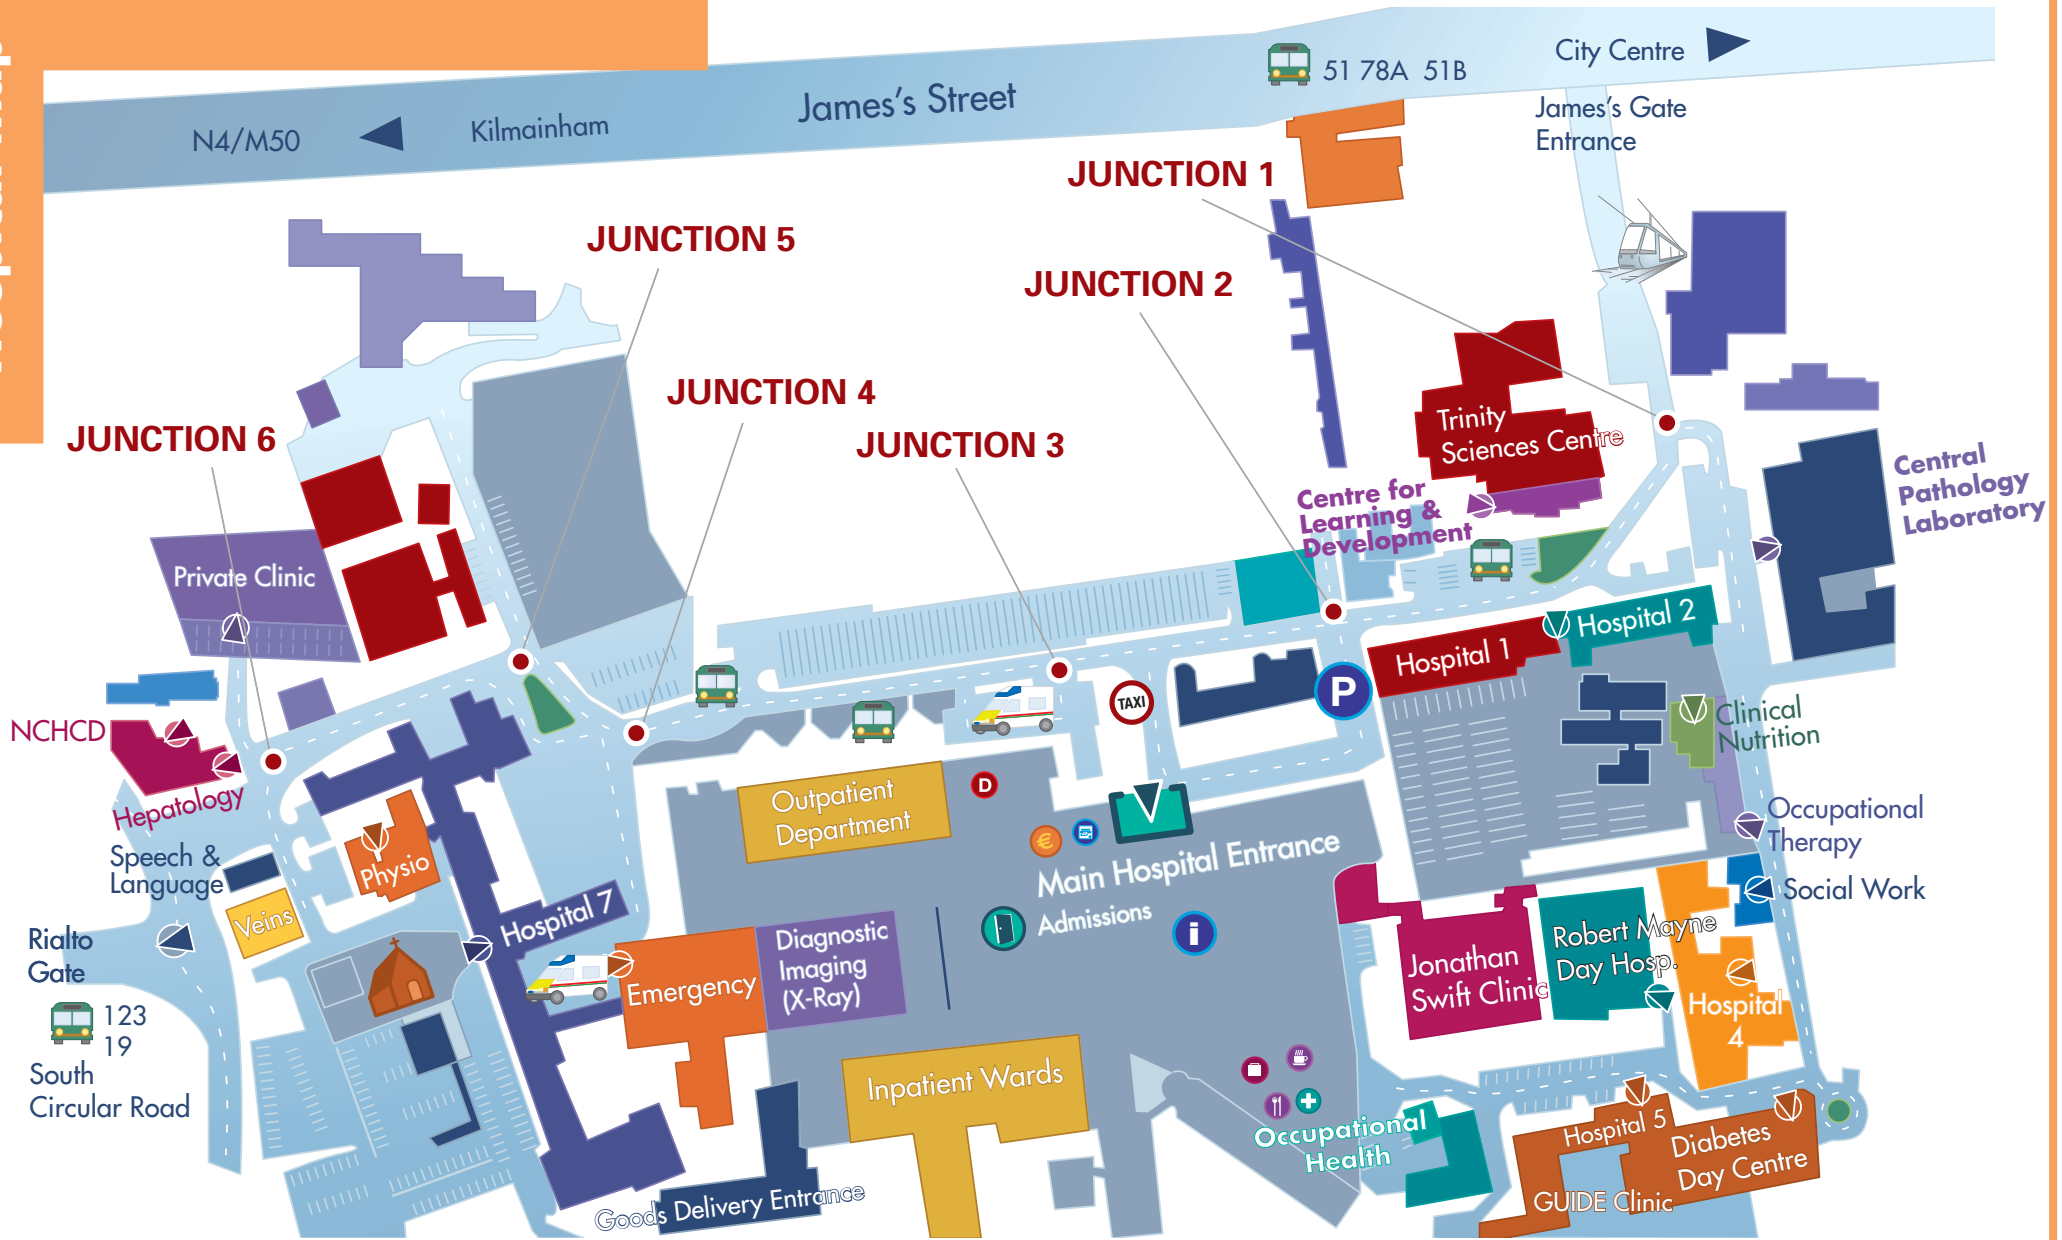 51 78A 51B
City Centre
James's Street
N4/M50
Kilmainham
James's Gate
Entrance
JUNCTION 1
JUNCTION 5
JUNCTION 2
JUNCTION 4
JUNCTION 6
JUNCTION 3
Trinity
Sciences Centre
Central
Pathology
Laboratory
Centre for
Learning &
Development
Private Clinic
Hospital 2
Hospital 1
P
TAXI
NCHCD
Hepatology
Clinical
Nutrition
Outpatient
Department
D
€
Main Hospital Entrance
Admissions
i
Occupational
Therapy
Social Work
Speech &
Language
Physio
Veins
Hospital 7
Rialto
Gate
123
19
South
Circular Road
Emergency
Diagnostic
Imaging
(X-Ray)
Jonathan
Swift Clinic
Robert Mayne
Day Hosp.
Hospital
4
Inpatient Wards
Occupational
Health
Hospital 5
Diabetes
Day Centre
GUIDE Clinic
Goods Delivery Entrance